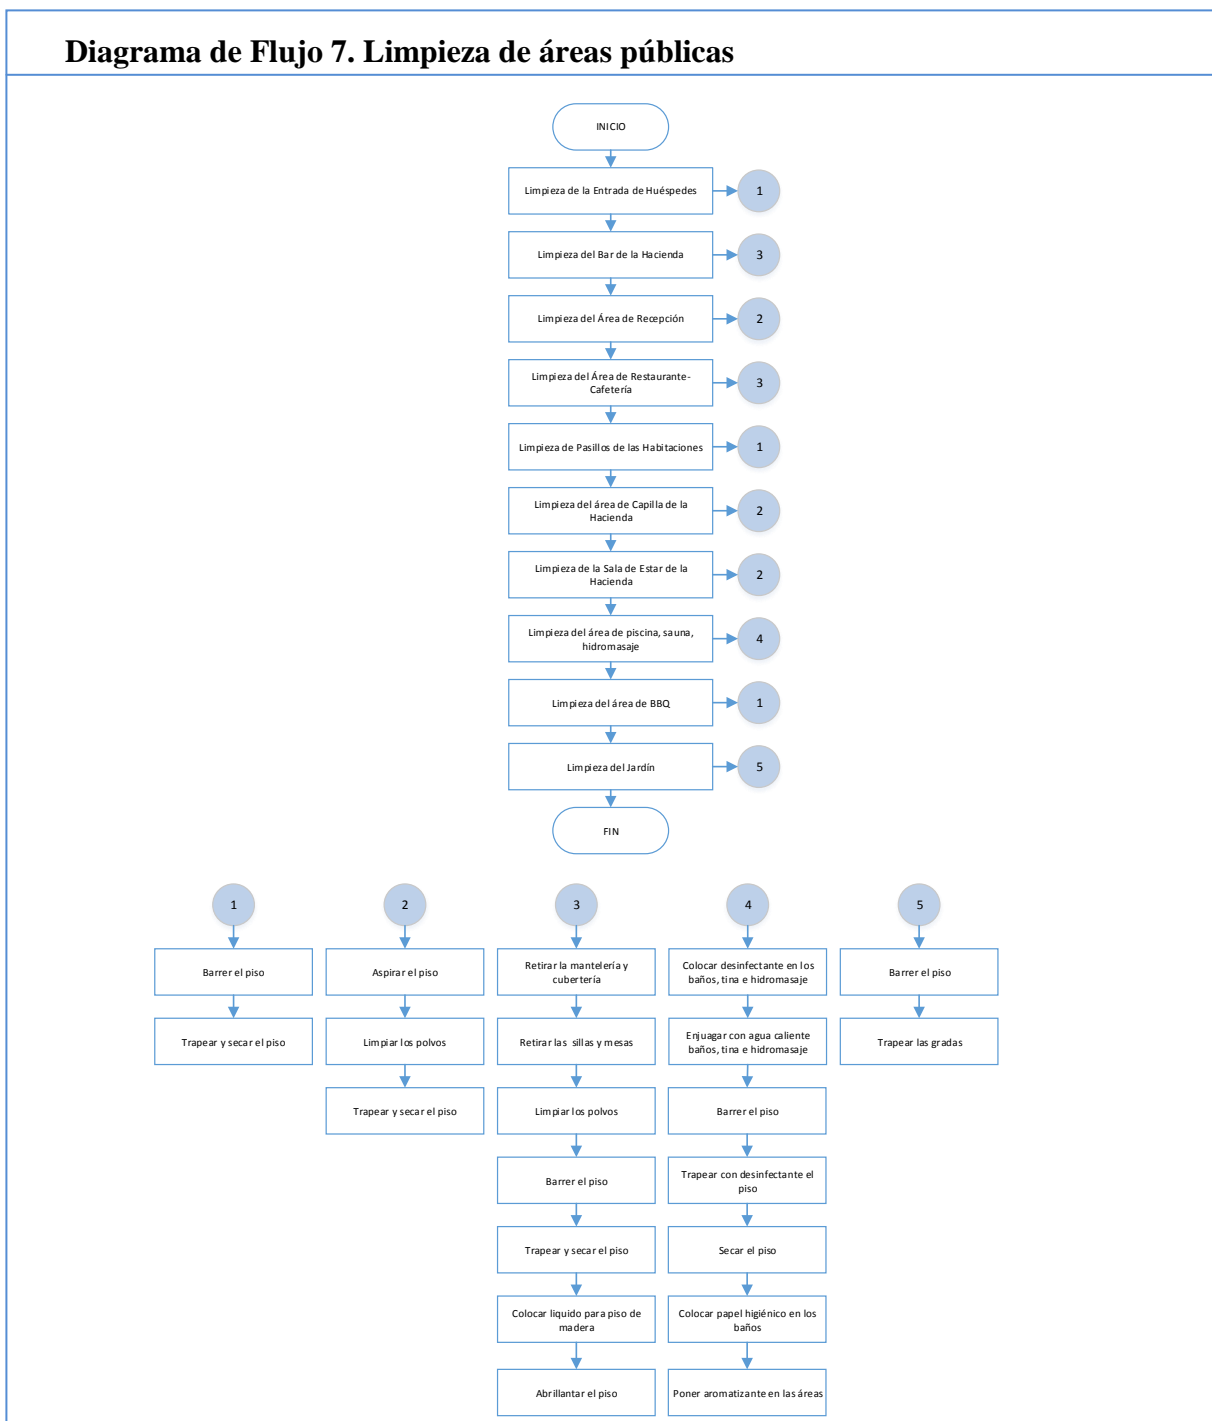 Diagrama de Flujo 7. Limpieza de áreas públicas
INICIO
Limpieza de la Entrada de Huéspedes
1
Limpieza del Bar de la Hacienda
3
Limpieza del Área de Recepción
2
Limpieza del Área de Restaurante-
Cafetería
3
Limpieza de Pasillos de las Habitaciones
1
Limpieza del área de Capilla de la
Hacienda
2
Limpieza de la Sala de Estar de la
Hacienda
2
Limpieza del área de piscina, sauna,
hidromasaje
4
Limpieza del área de BBQ
1
Limpieza del Jardín
5
FIN
1
Barrer el piso
Trapear y secar el piso
2
Aspirar el piso
Limpiar los polvos
Trapear y secar el piso
3
Retirar la mantelería y
cubertería
Retirar las sillas y mesas
Limpiar los polvos
Barrer el piso
Trapear y secar el piso
Colocar liquido para piso de
madera
Abrillantar el piso
4
Colocar desinfectante en los
baños, tina e hidromasaje
Enjuagar con agua caliente
baños, tina e hidromasaje
Barrer el piso
Trapear con desinfectante el
piso
Secar el piso
Colocar papel higiénico en los
baños
Poner aromatizante en las áreas
5
Barrer el piso
Trapear las gradas